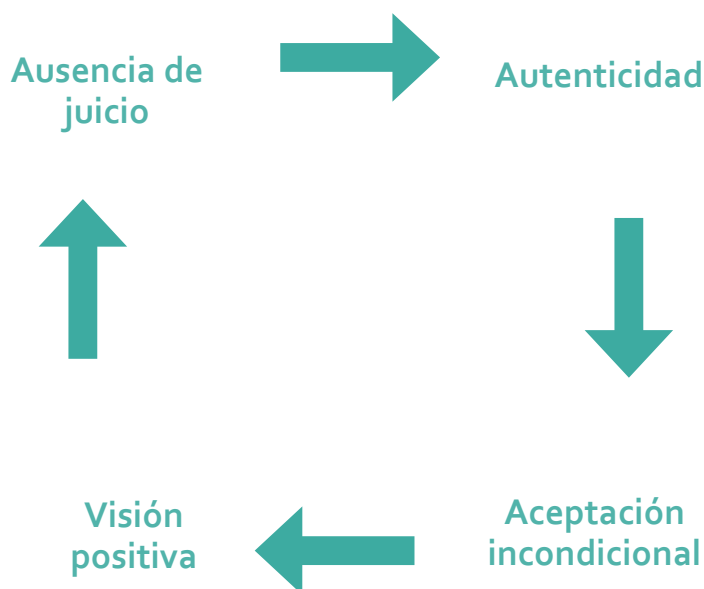 Ausencia de
juicio
Autenticidad
Visión
positiva
Aceptación
incondicional